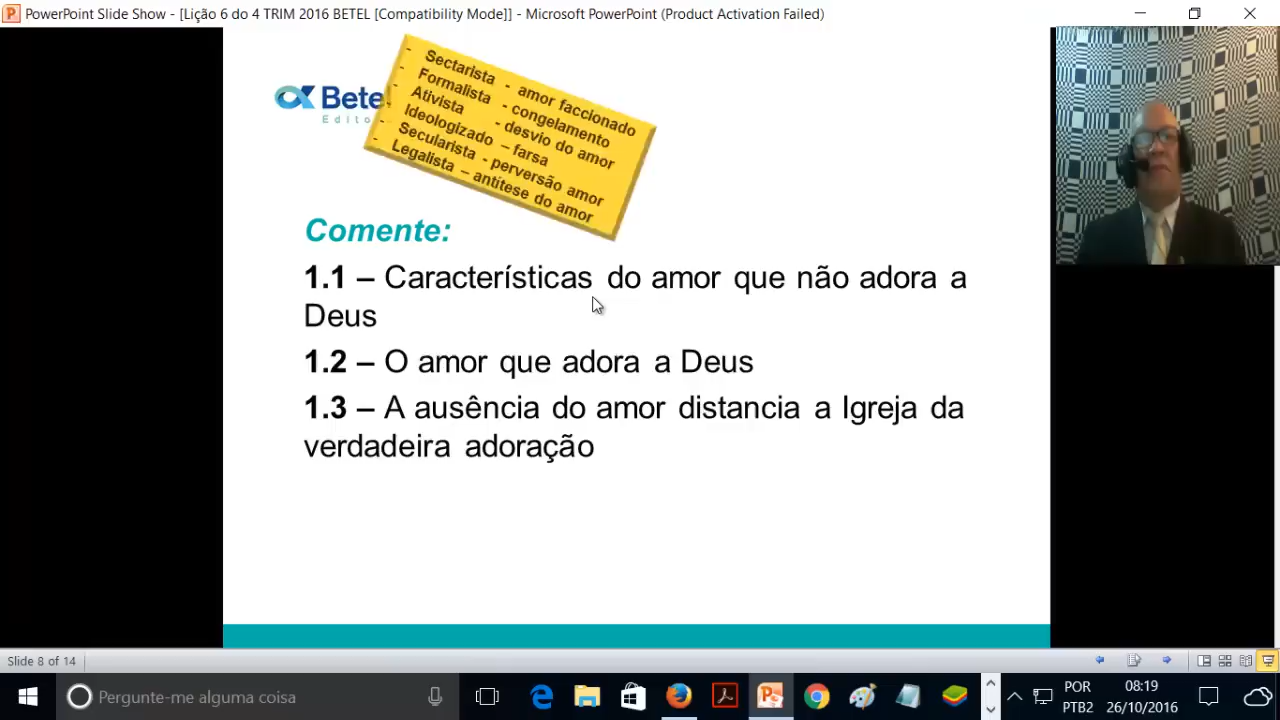 PowerPoint Slide Show - [Lição 6 do 4 TRIM 2016 BETEL [Compatibility Mode]] - Microsoft PowerPoint (Product Activation Failed)
Betel
Edito
- Sectarista - amor faccionado
- Formalista - congelamento
- Ativista - desvio do amor
- Ideologizado – farsa
- Secularista - perversão amor
- Legalista – antítese do amor
Comente:
1.1 – Características do amor que não adora a
Deus
1.2 – O amor que adora a Deus
1.3 – A ausência do amor distancia a Igreja da
verdadeira adoração
Slide 8 of 14
Pergunte-me alguma coisa
POR
PTB2
08:19
26/10/2016